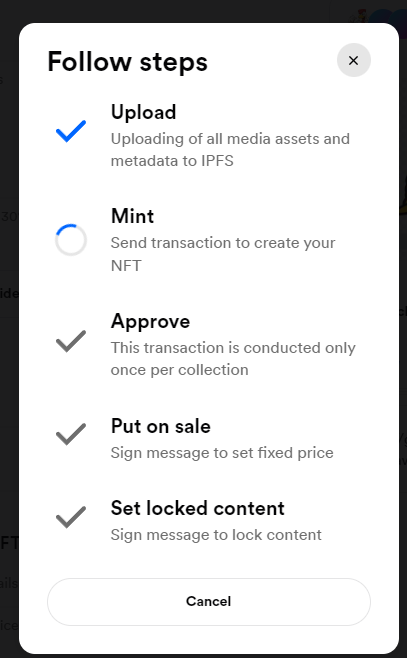 Follow steps
Upload
Uploading of all media assets and
metadata to IPFS
Mint
Send transaction to create your
NFT
Approve
This transaction is conducted only
once per collection
Put on sale
Sign message to set fixed price
Set locked content
Sign message to lock content
Cancel